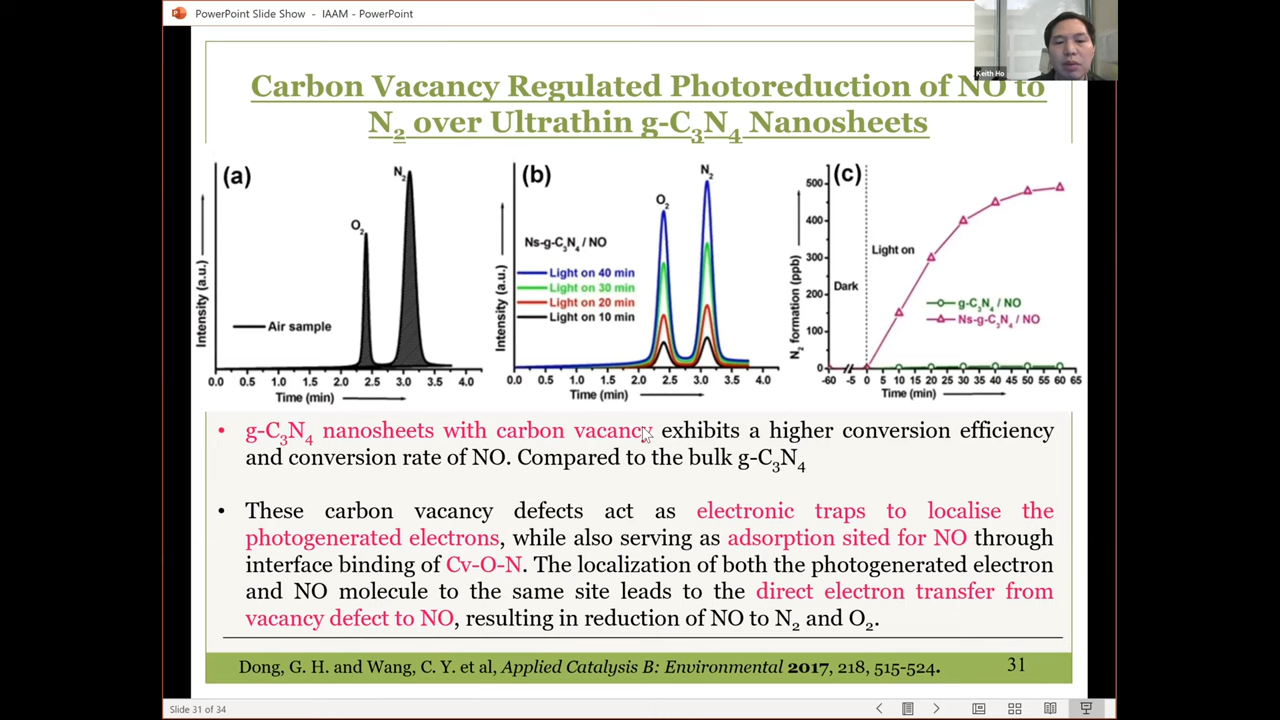 PowerPoint Slide Show - IAAM - PowerPoint
Keith Ho
Carbon Vacancy Regulated Photoreduction of NO to
N₂ over Ultrathin g-C₃N₄ Nanosheets
(a)
N₂
O₂
Intensity (a.u.)
Air sample
0.0 0.5 1.0 1.5 2.0 2.5 3.0 3.5 4.0
Time (min)
(b)
N₂
O₂
Ns-g-C₃N₄ / NO
Light on 40 min
Light on 30 min
Light on 20 min
Light on 10 min
Intensity (a.u.)
0.0 0.5 1.0 1.5 2.0 2.5 3.0 3.5 4.0
Time (min)
(c)
500
400
300
200
100
0
N₂ formation (ppb)
Light on
Dark
g-C₃N₄ / NO
Ns-g-C₃N₄ / NO
-60 -5 0 10 15 20 25 30 35 40 45 50 55 60 65
Time (min)
• g-C₃N₄ nanosheets with carbon vacancy exhibits a higher conversion efficiency
and conversion rate of NO. Compared to the bulk g-C₃N₄
• These carbon vacancy defects act as electronic traps to localise the
photogenerated electrons, while also serving as adsorption sited for NO through
interface binding of Cv-O-N. The localization of both the photogenerated electron
and NO molecule to the same site leads to the direct electron transfer from
vacancy defect to NO, resulting in reduction of NO to N₂ and O₂.
Dong, G. H. and Wang, C. Y. et al, Applied Catalysis B: Environmental 2017, 218, 515-524.
31
Slide 31 of 34